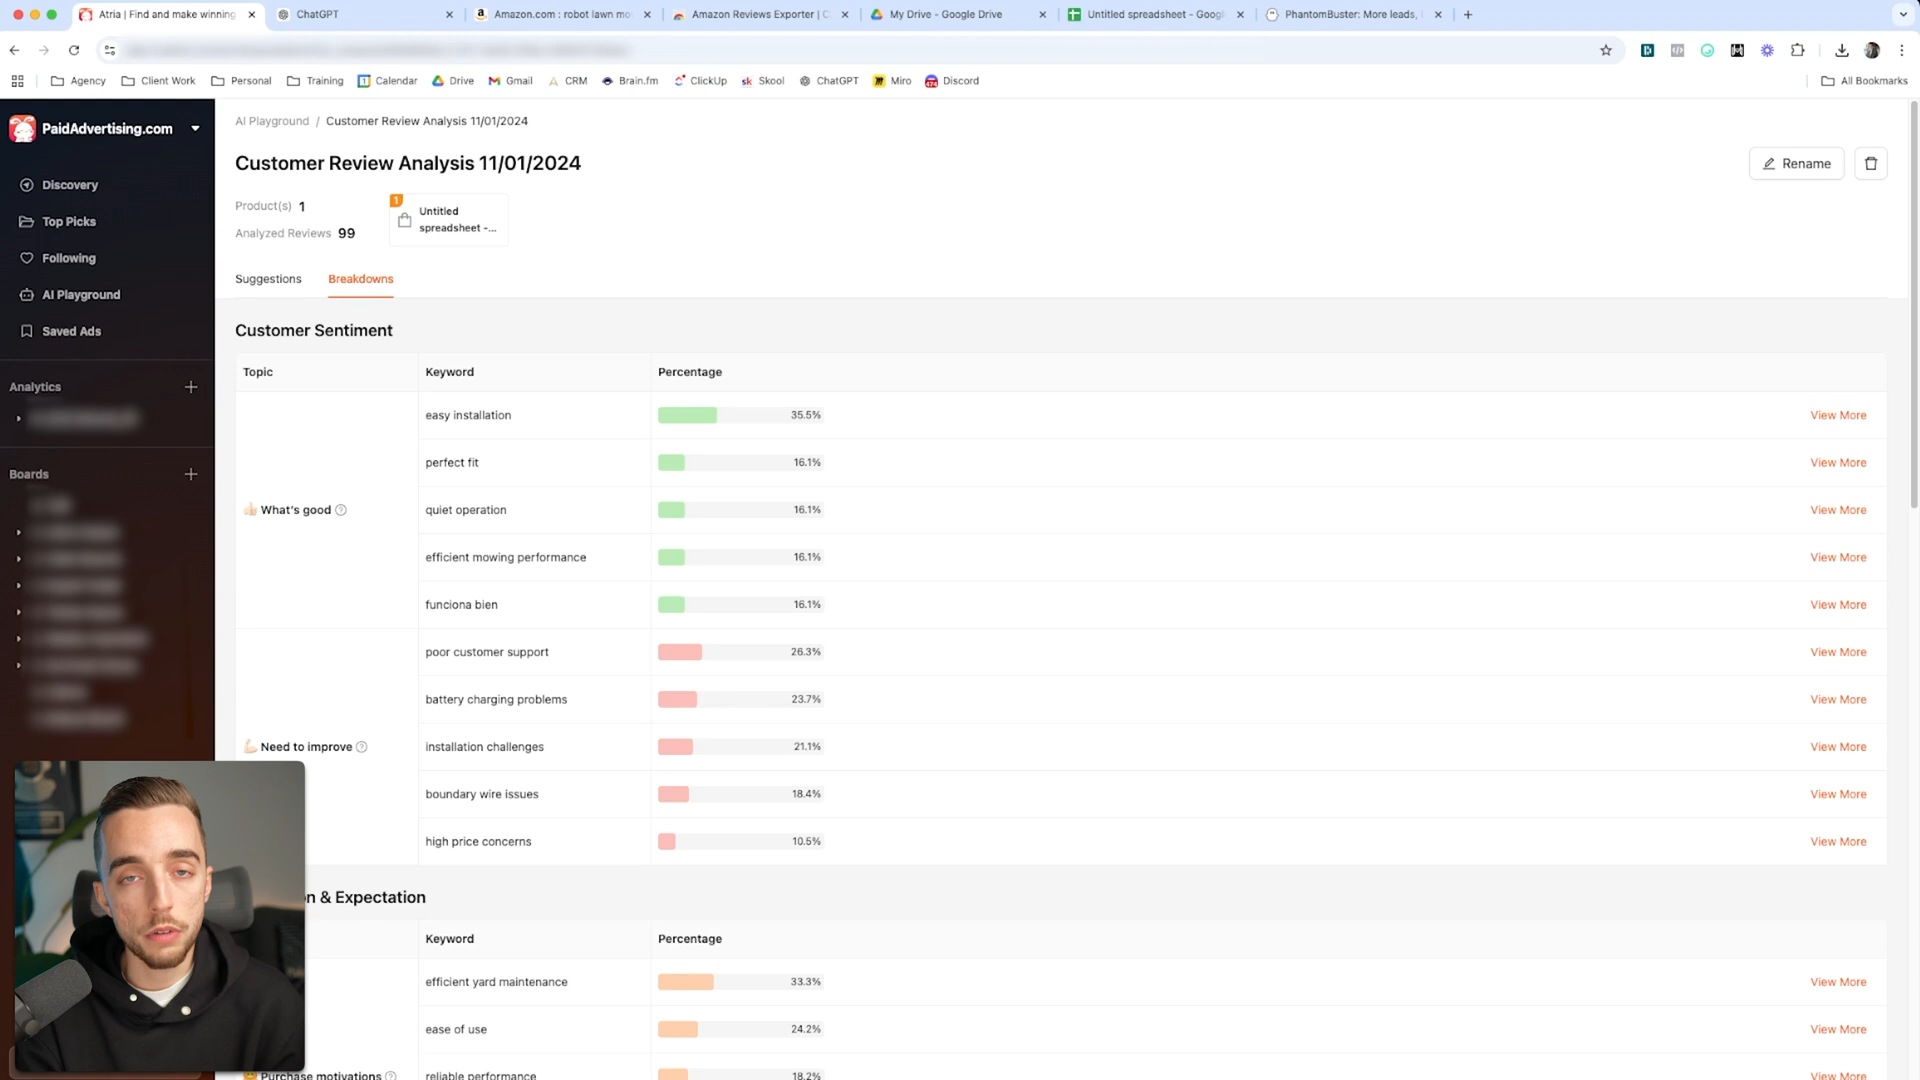 Atria | Find and make winning
ChatGPT
Amazon.com : robot lawn mo
Amazon Reviews Exporter | C
My Drive - Google Drive
Untitled spreadsheet - Goog
PhantomBuster: More leads,
Agency
Client Work
Personal
Training
Calendar
Drive
Gmail
CRM
Brain.fm
ClickUp
Skool
ChatGPT
Miro
Discord
All Bookmarks
PaidAdvertising.com
Discovery
Top Picks
Following
AI Playground
Saved Ads
Analytics
Boards
AI Playground / Customer Review Analysis 11/01/2024
Customer Review Analysis 11/01/2024
Rename
Product(s) 1
Analyzed Reviews 99
1
Untitled
spreadsheet -...
Suggestions
Breakdowns
Customer Sentiment
Topic Keyword Percentage
What's good
easy installation 35.5% View More
perfect fit 16.1% View More
quiet operation 16.1% View More
efficient mowing performance 16.1% View More
funciona bien 16.1% View More
Need to improve
poor customer support 26.3% View More
battery charging problems 23.7% View More
installation challenges 21.1% View More
boundary wire issues 18.4% View More
high price concerns 10.5% View More
n & Expectation
Keyword Percentage
efficient yard maintenance 33.3% View More
ease of use 24.2% View More
Purchase motivations
reliable performance 18.2% View More